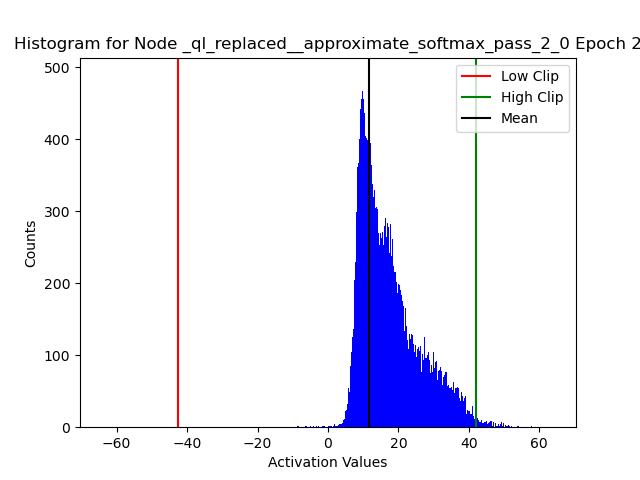 Histogram for Node _ql_replaced__approximate_softmax_pass_2_0 Epoch 2
500
400
300
200
100
0
Counts
Low Clip
High Clip
Mean
−60
−40
−20
0
20
40
60
Activation Values